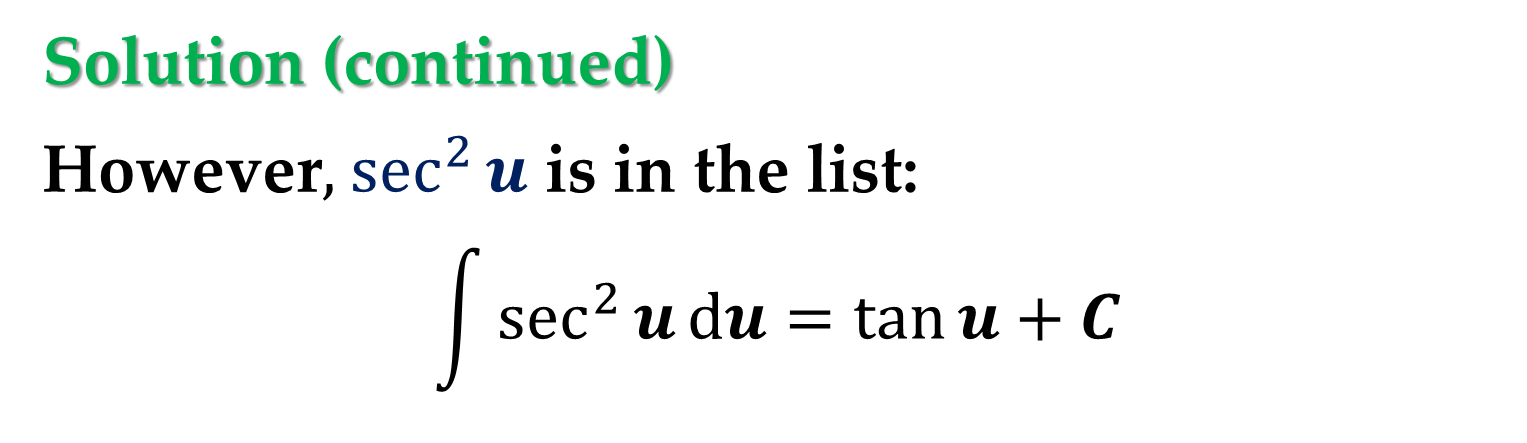 Solution (continued)
However, sec² u is in the list:
∫ sec² u du = tan u + C